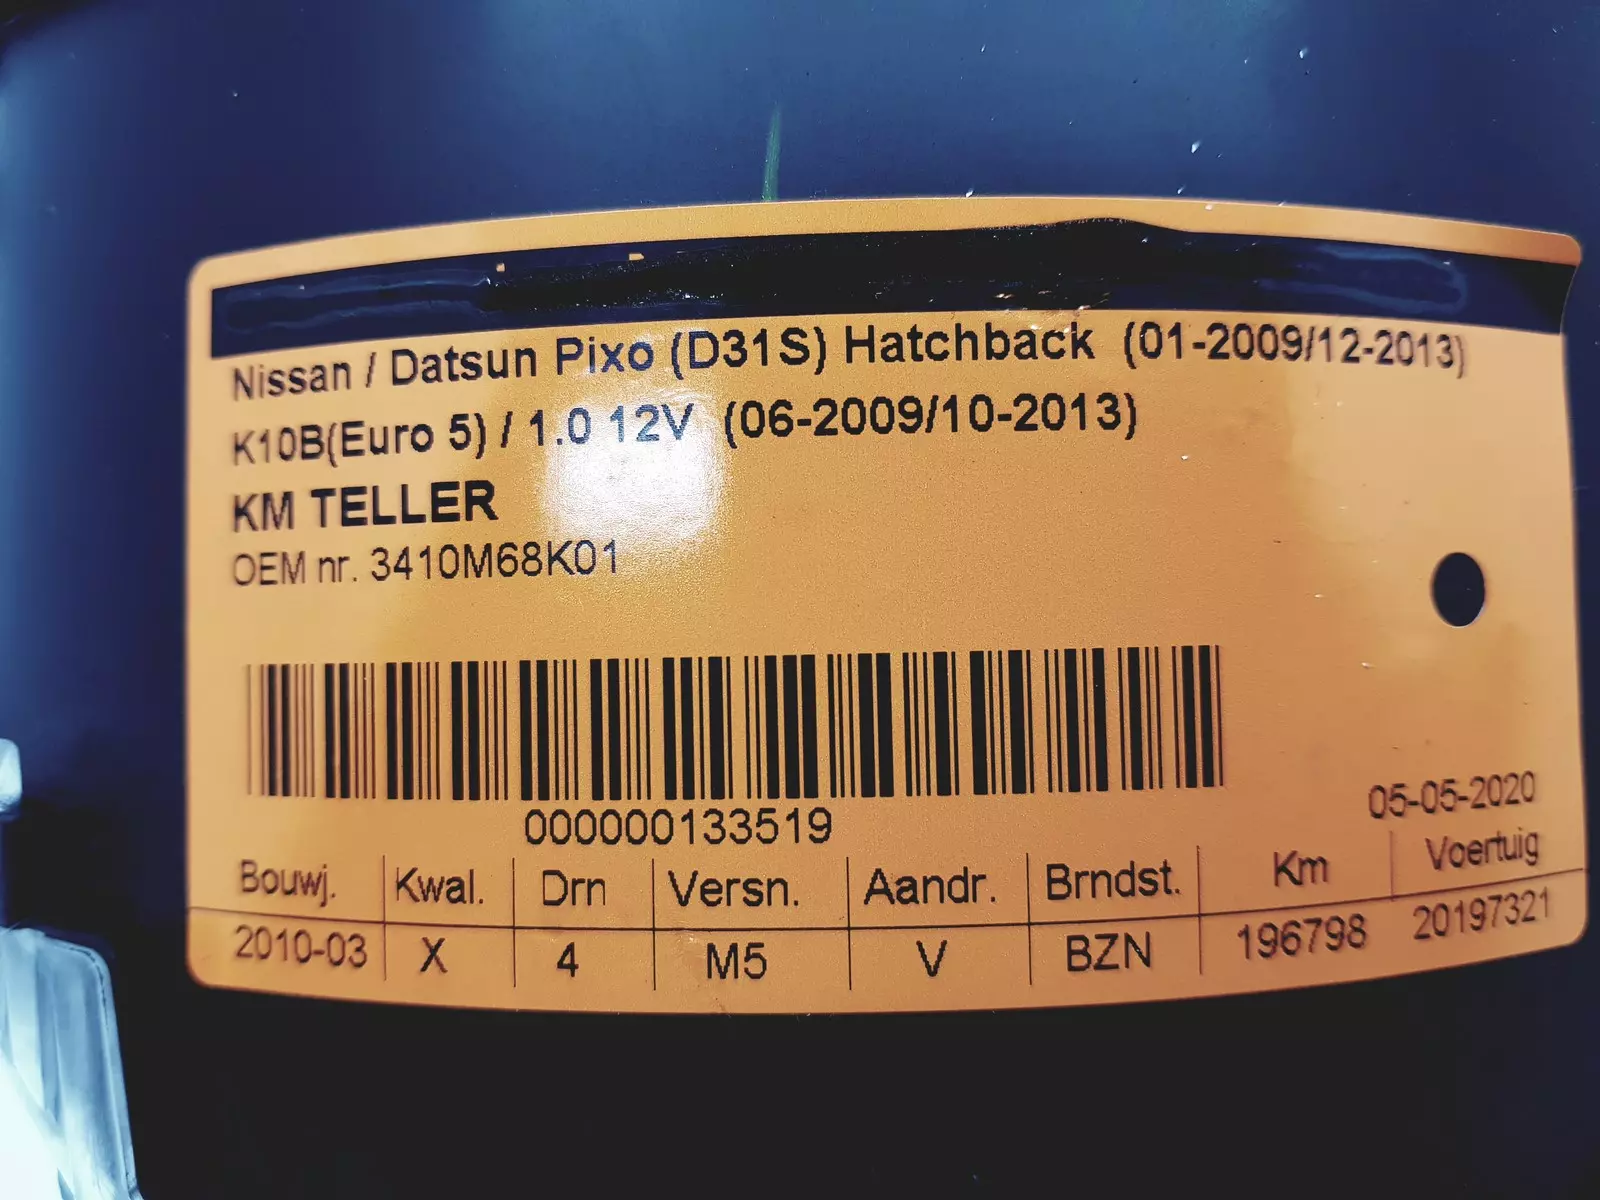 Nissan / Datsun Pixo (D31S) Hatchback (01-2009/12-2013)
K10B(Euro 5) / 1.0 12V (06-2009/10-2013)
KM TELLER
OEM nr. 3410M68K01
000000133519
05-05-2020
Bouwj. Kwal. Drn Versn. Aandr. Brndst. Km Voertuig
2010-03 X 4 M5 V BZN 196798 20197321